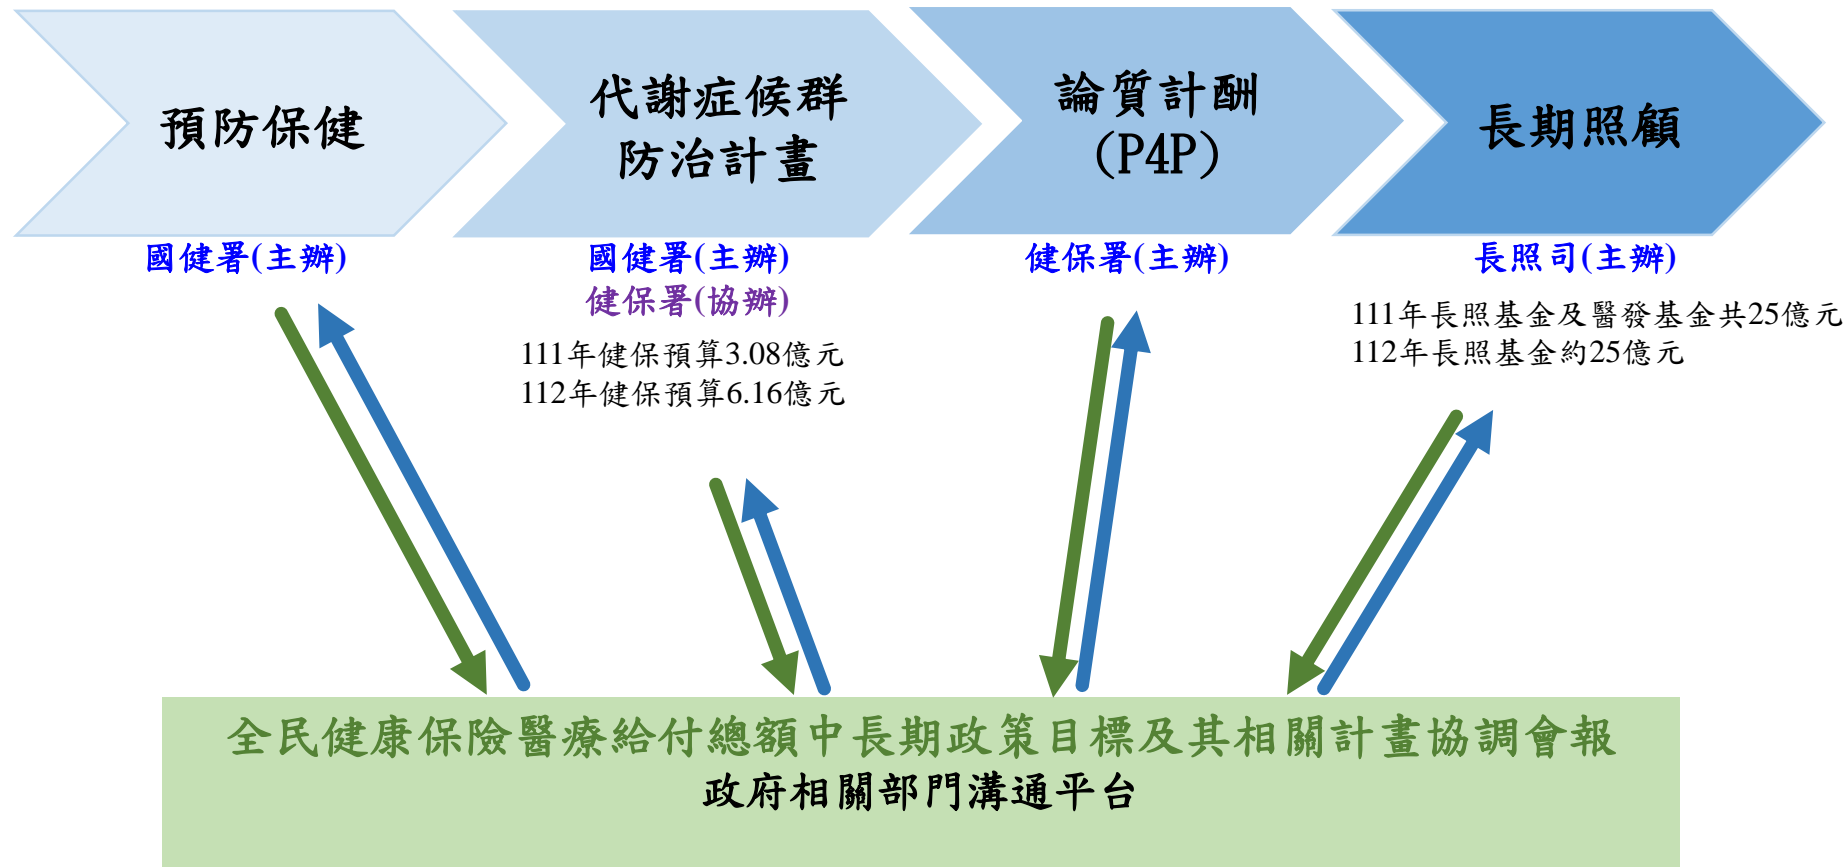 預防保健
代謝症候群
防治計畫
論質計酬
(P4P)
長期照顧
國健署(主辦)
國健署(主辦)
健保署(協辦)
健保署(主辦)
長照司(主辦)
111年健保預算3.08億元
112年健保預算6.16億元
111年長照基金及醫發基金共25億元
112年長照基金約25億元
全民健康保險醫療給付總額中長期政策目標及其相關計畫協調會報
政府相關部門溝通平台